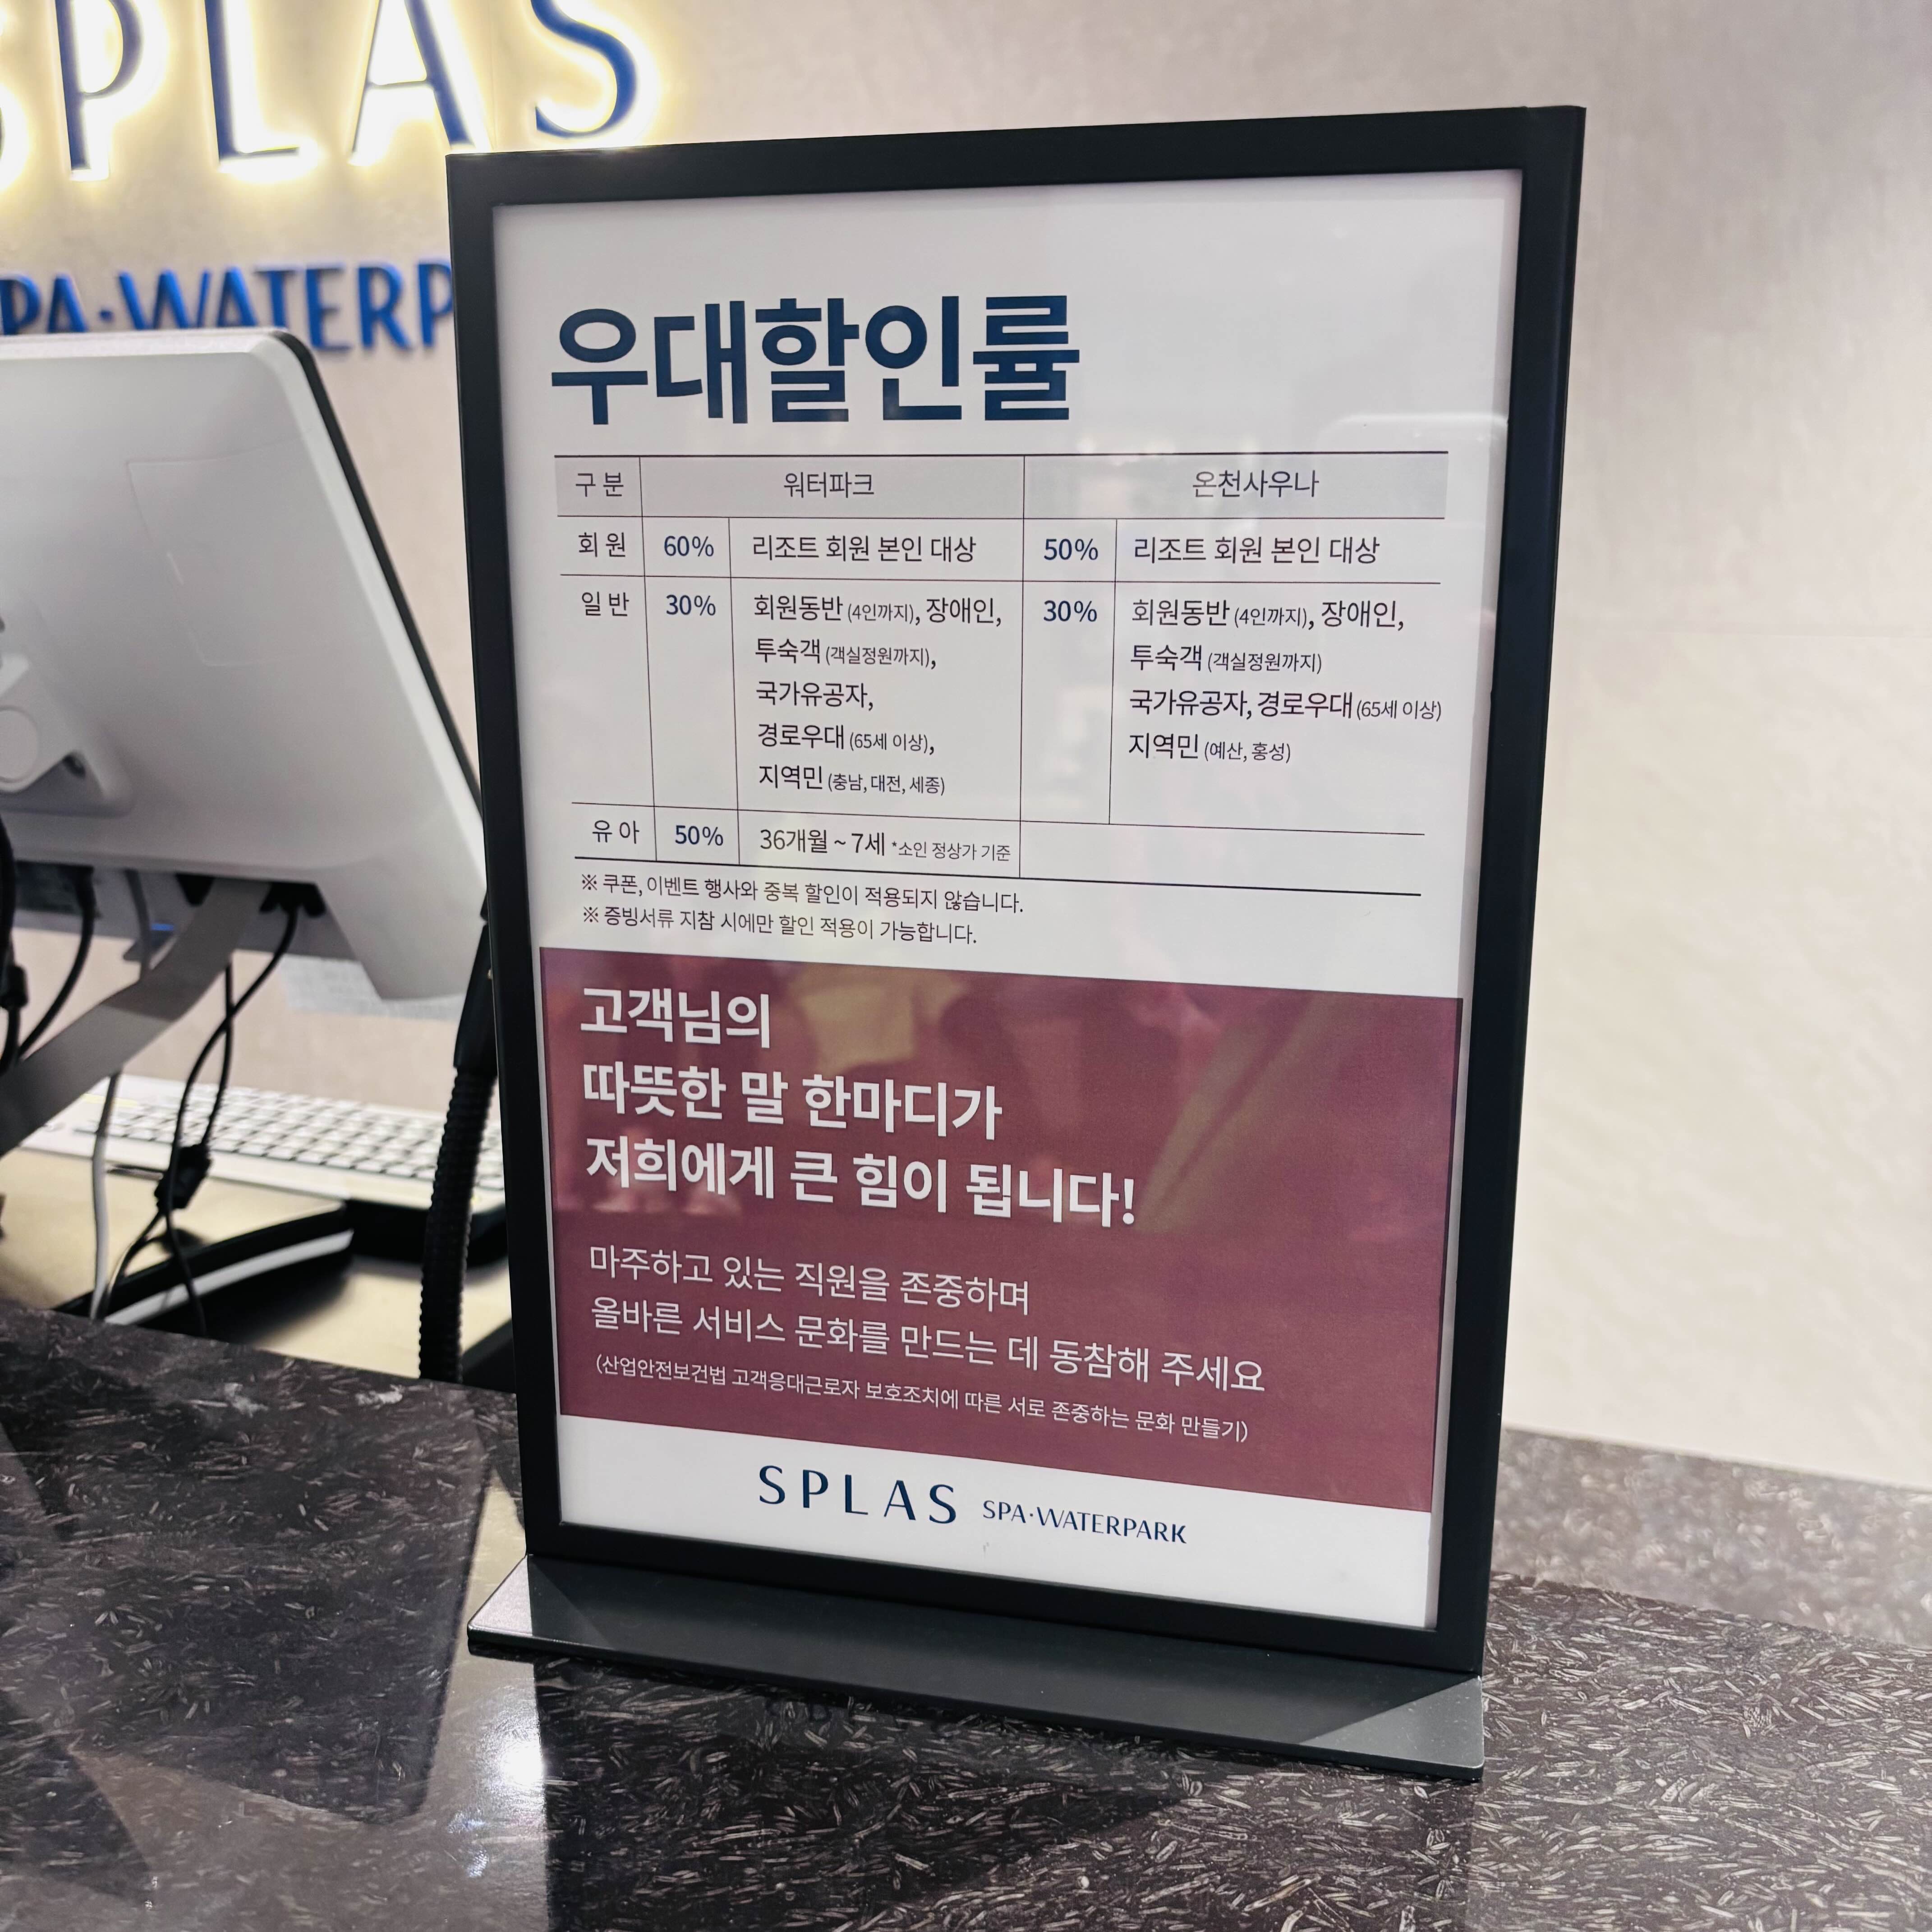 SPLAS
SPA·WATERP
우대할인률
구분 워터파크 온천사우나
회원 60% 리조트 회원 본인 대상 50% 리조트 회원 본인 대상
일반 30% 회원동반 (4인까지), 장애인,
투숙객 (객실정원까지),
국가유공자,
경로우대 (65세 이상),
지역민 (충남, 대전, 세종)
30% 회원동반 (4인까지), 장애인,
투숙객 (객실정원까지)
국가유공자, 경로우대 (65세 이상)
지역민 (예산, 홍성)
유아 50% 36개월 ~ 7세 *소인 정상가 기준
※ 쿠폰, 이벤트 행사와 중복 할인이 적용되지 않습니다.
※ 증빙서류 지참 시에만 할인 적용이 가능합니다.
고객님의
따뜻한 말 한마디가
저희에게 큰 힘이 됩니다!
마주하고 있는 직원을 존중하며
올바른 서비스 문화를 만드는 데 동참해 주세요
(산업안전보건법 고객응대근로자 보호조치에 따른 서로 존중하는 문화 만들기)
SPLAS SPA·WATERPARK